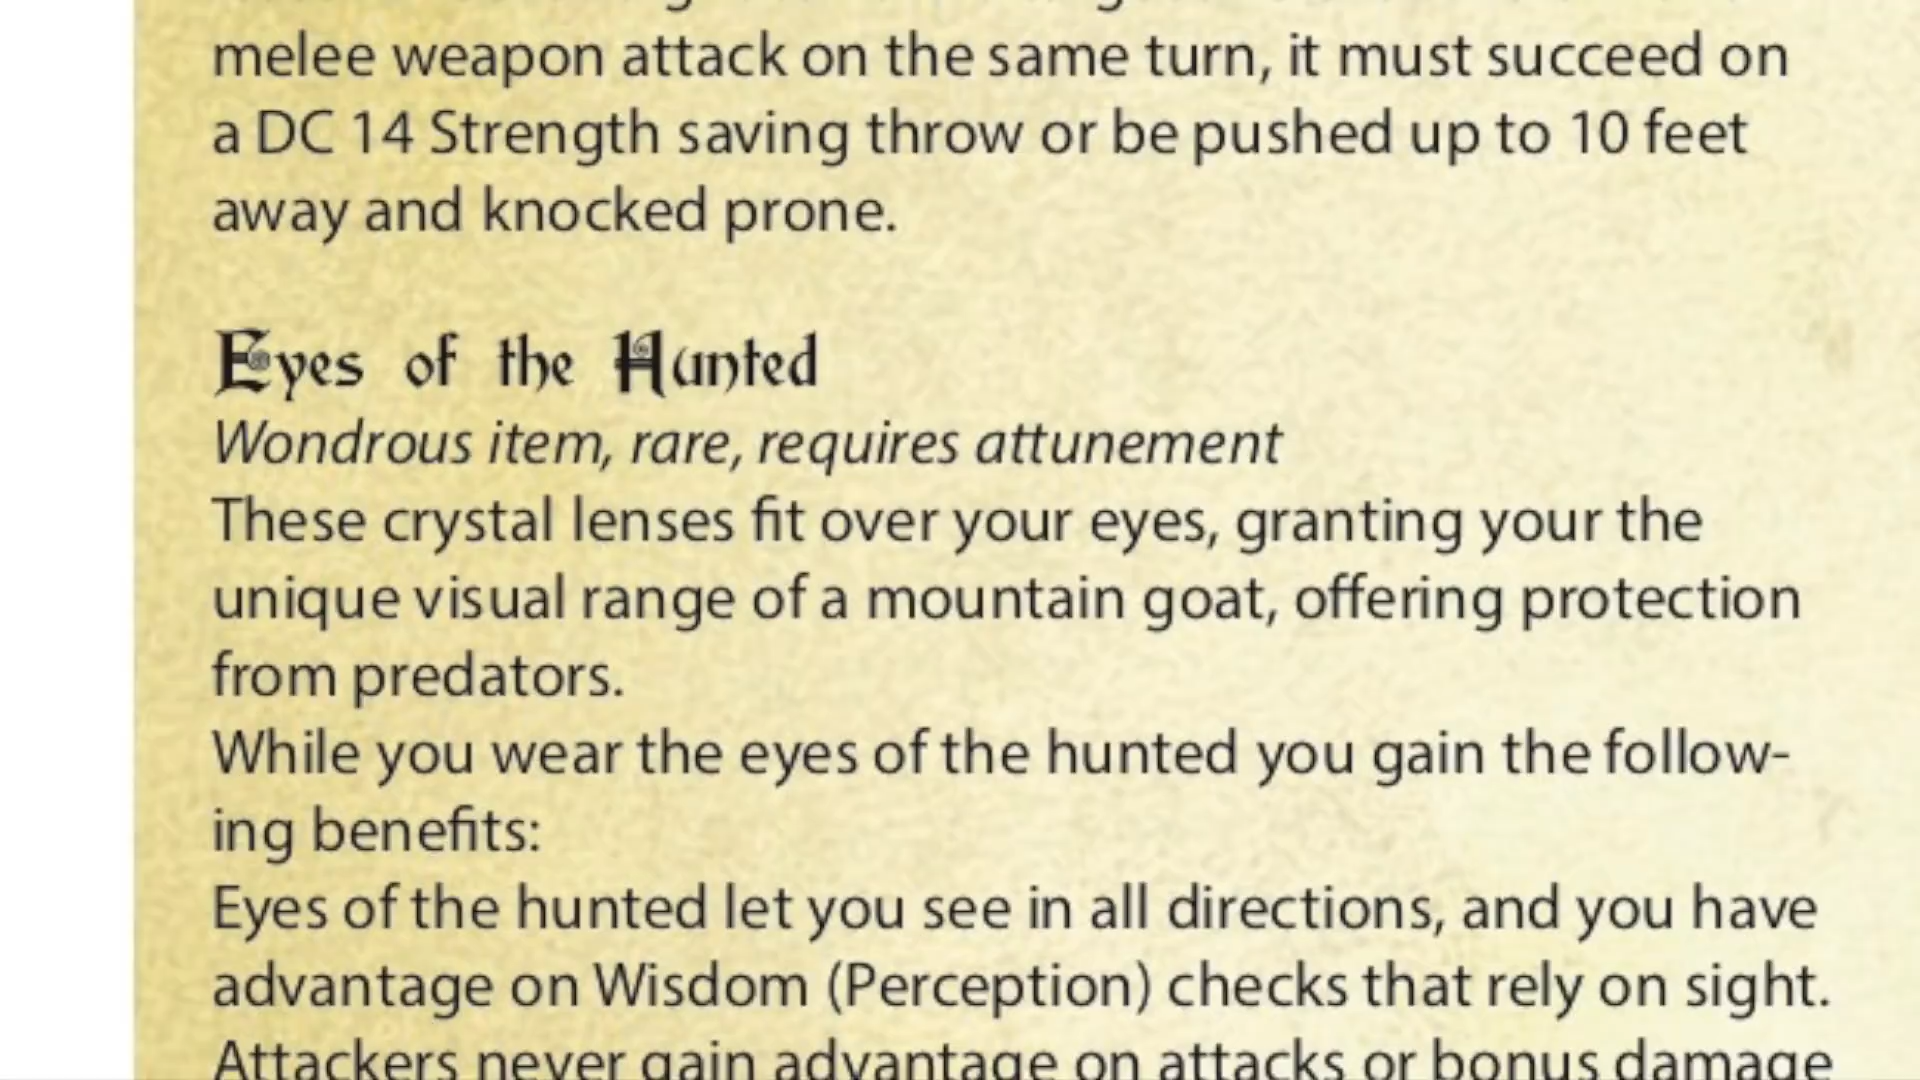 melee weapon attack on the same turn, it must succeed on
a DC 14 Strength saving throw or be pushed up to 10 feet
away and knocked prone.
Eyes of the Hunted
Wondrous item, rare, requires attunement
These crystal lenses fit over your eyes, granting your the
unique visual range of a mountain goat, offering protection
from predators.
While you wear the eyes of the hunted you gain the follow-
ing benefits:
Eyes of the hunted let you see in all directions, and you have
advantage on Wisdom (Perception) checks that rely on sight.
Attackers never gain advantage on attacks or bonus damage